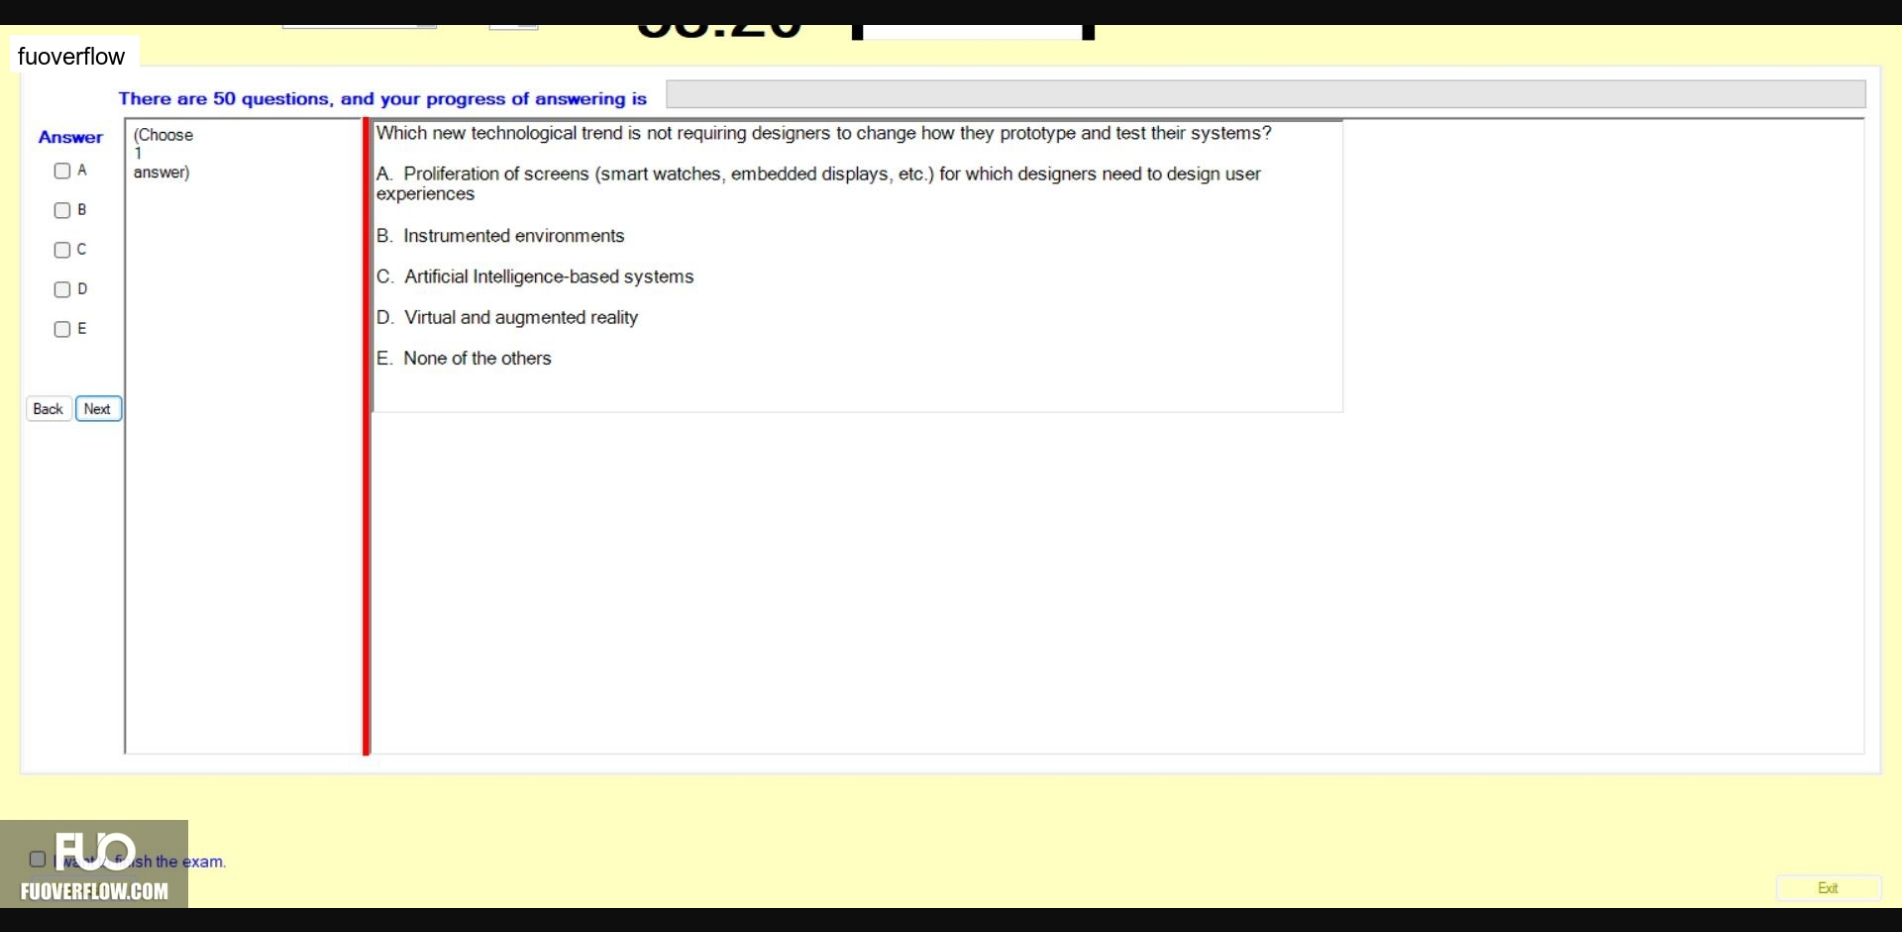 fuoverflow
There are 50 questions, and your progress of answering is
Answer
(Choose
1
answer)
A
B
C
D
E
Back
Next
Which new technological trend is not requiring designers to change how they prototype and test their systems?
A. Proliferation of screens (smart watches, embedded displays, etc.) for which designers need to design user
experiences
B. Instrumented environments
C. Artificial Intelligence-based systems
D. Virtual and augmented reality
E. None of the others
FUO
I want finish the exam.
FUOVERFLOW.COM
Exit